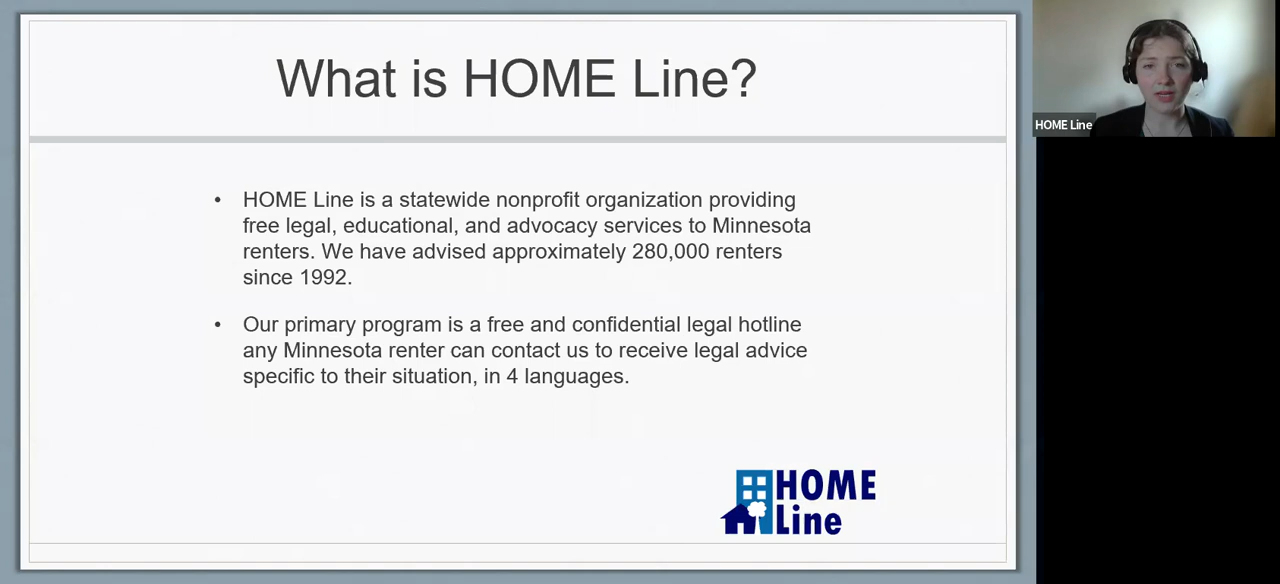 What is HOME Line?
• HOME Line is a statewide nonprofit organization providing
free legal, educational, and advocacy services to Minnesota
renters. We have advised approximately 280,000 renters
since 1992.
• Our primary program is a free and confidential legal hotline
any Minnesota renter can contact us to receive legal advice
specific to their situation, in 4 languages.
HOME
Line
HOME Line